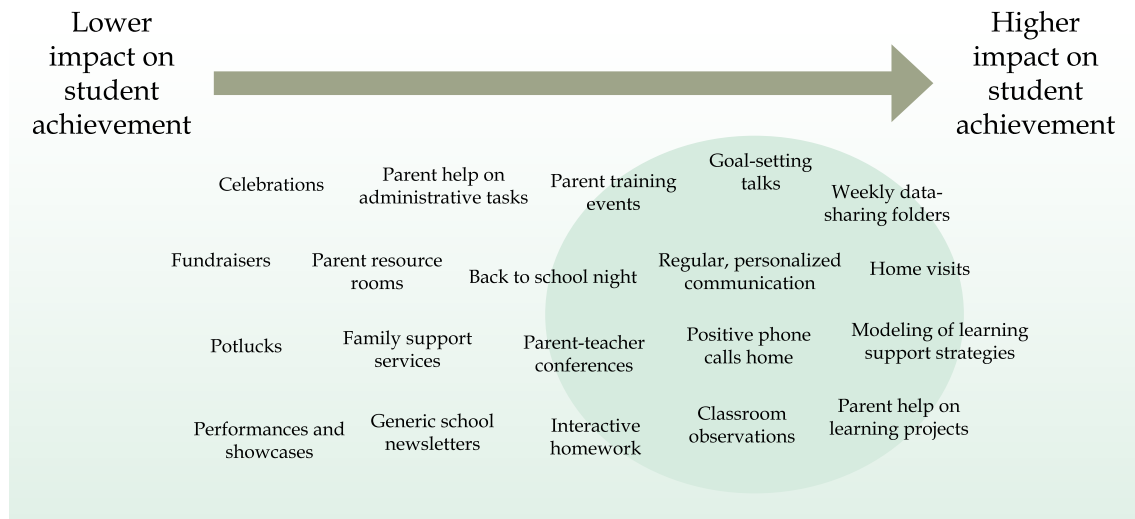 Lower
impact on
student
achievement
Higher
impact on
student
achievement
Celebrations
Parent help on
administrative tasks
Parent training
events
Goal-setting
talks
Weekly data-
sharing folders
Fundraisers
Parent resource
rooms
Back to school night
Regular, personalized
communication
Home visits
Potlucks
Family support
services
Parent-teacher
conferences
Positive phone
calls home
Modeling of learning
support strategies
Performances and
showcases
Generic school
newsletters
Interactive
homework
Classroom
observations
Parent help on
learning projects